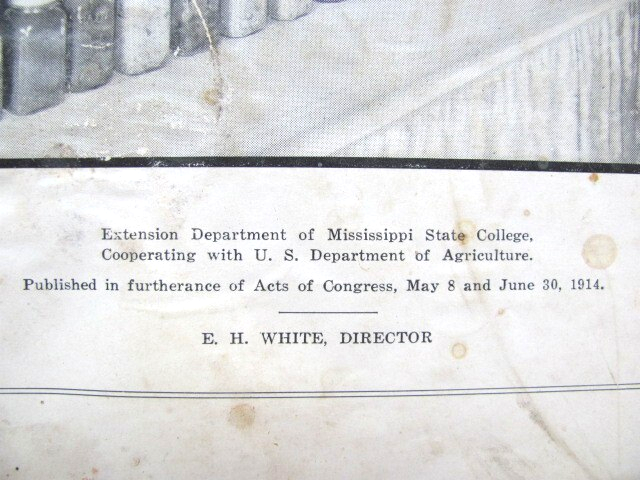 Extension Department of Mississippi State College,
Cooperating with U. S. Department of Agriculture.
Published in furtherance of Acts of Congress, May 8 and June 30, 1914.
E. H. WHITE, DIRECTOR